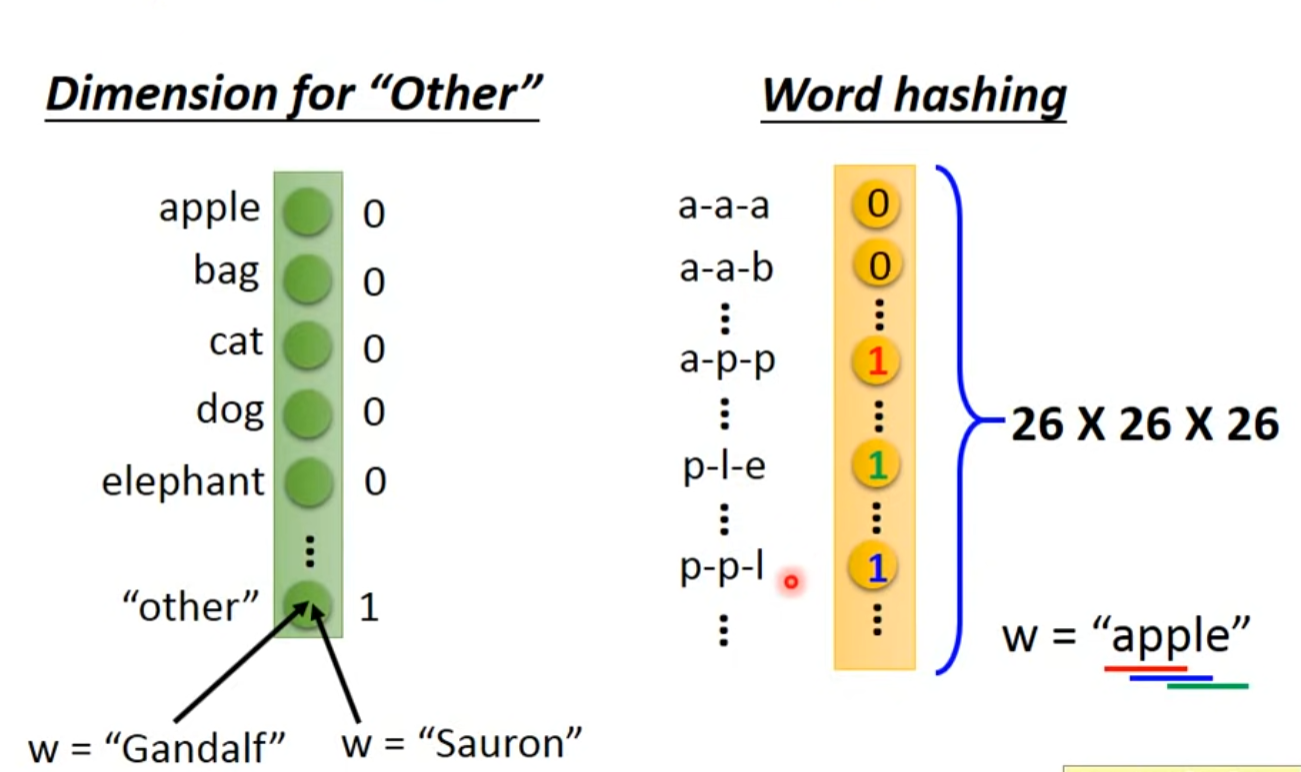 Dimension for “Other”
apple 0
bag 0
cat 0
dog 0
elephant 0
“other” 1
w = “Gandalf” w = “Sauron”
Word hashing
a-a-a 0
a-a-b 0
a-p-p 1
p-l-e 1
p-p-l 1
26 X 26 X 26
w = “apple”